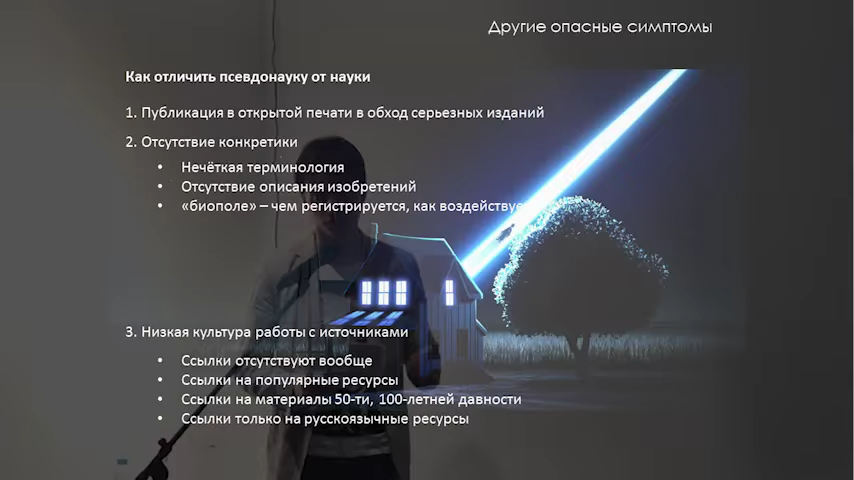 Другие опасные симптомы
Как отличить псевдонауку от науки
1. Публикация в открытой печати в обход серьезных изданий
2. Отсутствие конкретики
• Нечёткая терминология
• Отсутствие описания изобретений
• «биополе» – чем регистрируется, как воздействуе
3. Низкая культура работы с источниками
• Ссылки отсутствуют вообще
• Ссылки на популярные ресурсы
• Ссылки на материалы 50-ти, 100-летней давности
• Ссылки только на русскоязычные ресурсы